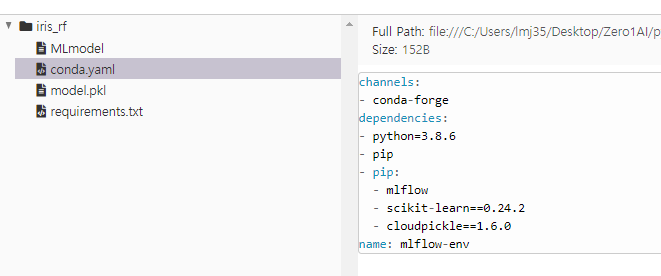 iris_rf
MLmodel
conda.yaml
model.pkl
requirements.txt
Full Path: file:///C:/Users/lmj35/Desktop/Zero1AI/p
Size: 152B
channels:
- conda-forge
dependencies:
- python=3.8.6
- pip
- pip:
- mlflow
- scikit-learn==0.24.2
- cloudpickle==1.6.0
name: mlflow-env